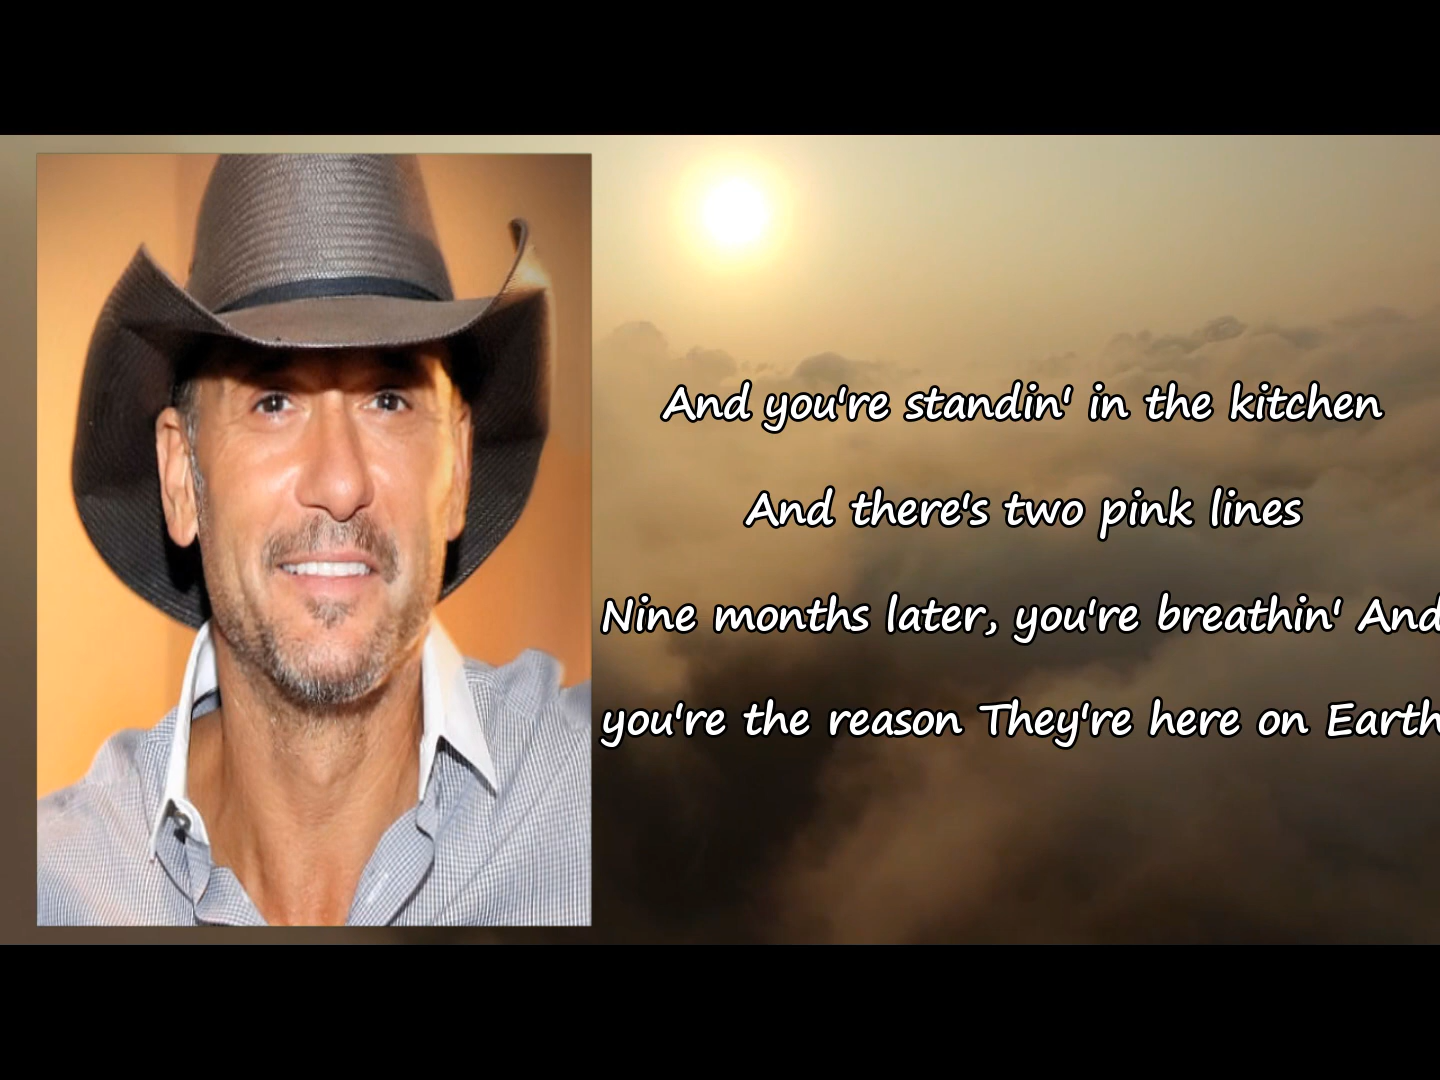 And you're standin' in the kitchen
And there's two pink lines
Nine months later, you're breathin' And
you're the reason They're here on Earth